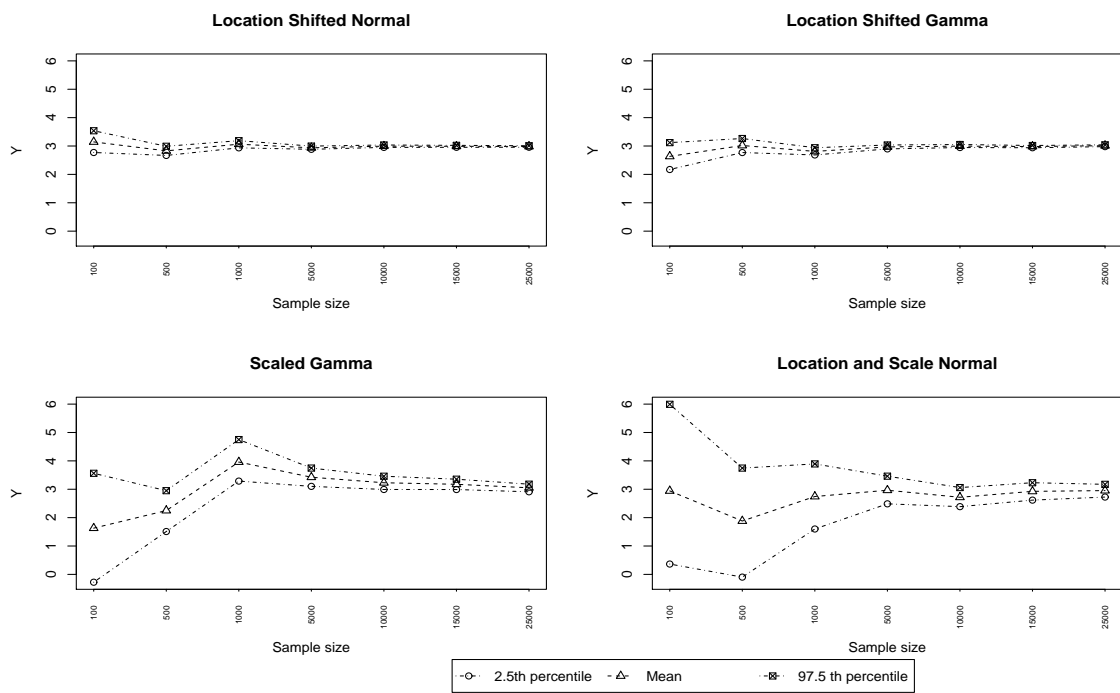 Location Shifted Normal
Y
0 1 2 3 4 5 6
100 500 1000 5000 10000 15000 25000
Sample size
Location Shifted Gamma
Y
0 1 2 3 4 5 6
100 500 1000 5000 10000 15000 25000
Sample size
Scaled Gamma
Y
0 1 2 3 4 5 6
100 500 1000 5000 10000 15000 25000
Sample size
Location and Scale Normal
Y
0 1 2 3 4 5 6
100 500 1000 5000 10000 15000 25000
Sample size
2.5th percentile Mean 97.5 th percentile